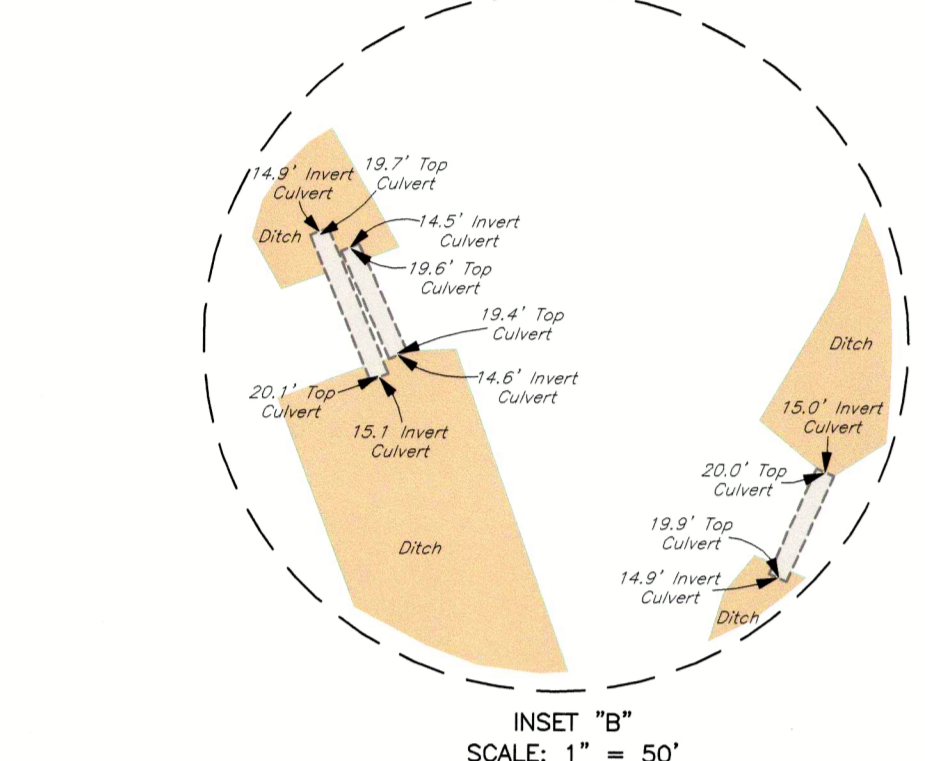 14.9' Invert
Culvert
19.7' Top
Culvert
Ditch
14.5' Invert
Culvert
19.6' Top
Culvert
19.4' Top
Culvert
14.6' Invert
Culvert
20.1' Top
Culvert
15.1 Invert
Culvert
Ditch
Ditch
15.0' Invert
Culvert
20.0' Top
Culvert
19.9' Top
Culvert
14.9' Invert
Culvert
Ditch
INSET "B"
SCALE: 1" = 50'